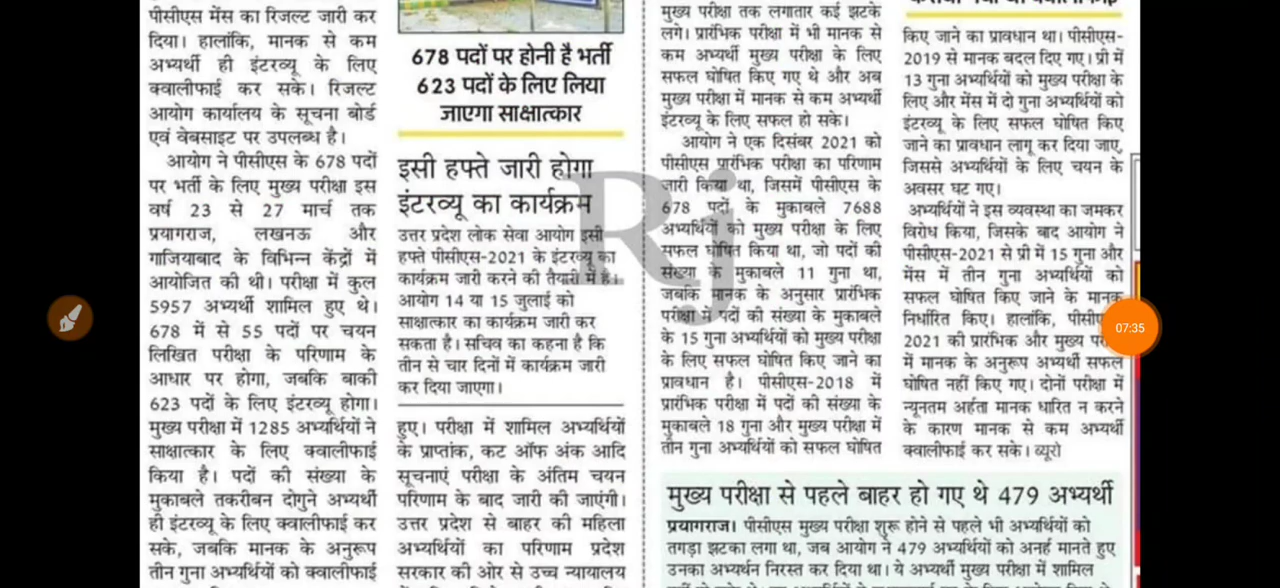 पीसीएस मेंस का रिजल्ट जारी कर
दिया। हालांकि, मानक से कम
अभ्यर्थी ही इंटरव्यू के लिए
क्वालीफाई कर सके। रिजल्ट
आयोग कार्यालय के सूचना बोर्ड
एवं वेबसाइट पर उपलब्ध है।
आयोग ने पीसीएस के 678 पदों
पर भर्ती के लिए मुख्य परीक्षा इस
वर्ष 23 से 27 मार्च तक
प्रयागराज, लखनऊ और
गाजियाबाद के विभिन्न केंद्रों में
आयोजित की थी। परीक्षा में कुल
5957 अभ्यर्थी शामिल हुए थे।
678 में से 55 पदों पर चयन
लिखित परीक्षा के परिणाम के
आधार पर होगा, जबकि बाकी
623 पदों के लिए इंटरव्यू होगा।
मुख्य परीक्षा में 1285 अभ्यर्थियों ने
साक्षात्कार के लिए क्वालीफाई
किया है। पदों की संख्या के
मुकाबले तकरीबन दोगुने अभ्यर्थी
ही इंटरव्यू के लिए क्वालीफाई कर
सके, जबकि मानक के अनुरूप
तीन गुना अभ्यर्थियों को क्वालीफाई
678 पदों पर होनी है भर्ती
623 पदों के लिए लिया
जाएगा साक्षात्कार
इसी हफ्ते जारी होगा
इंटरव्यू का कार्यक्रम
उत्तर प्रदेश लोक सेवा आयोग इसी
हफ्ते पीसीएस-2021 के इंटरव्यू का
कार्यक्रम जारी करने की तैयारी में है।
आयोग 14 या 15 जुलाई को
साक्षात्कार का कार्यक्रम जारी कर
सकता है। सचिव का कहना है कि
तीन से चार दिनों में कार्यक्रम जारी
कर दिया जाएगा।
हुए। परीक्षा में शामिल अभ्यर्थियों
के प्राप्तांक, कट ऑफ अंक आदि
सूचनाएं परीक्षा के अंतिम चयन
परिणाम के बाद जारी की जाएंगी।
उत्तर प्रदेश से बाहर की महिला
अभ्यर्थियों का परिणाम प्रदेश
सरकार की ओर से उच्च न्यायालय
मुख्य परीक्षा तक लगातार कई झटके
लगे। प्रारंभिक परीक्षा में भी मानक से
कम अभ्यर्थी मुख्य परीक्षा के लिए
सफल घोषित किए गए थे और अब
मुख्य परीक्षा में मानक से कम अभ्यर्थी
इंटरव्यू के लिए सफल हो सके।
आयोग ने एक दिसंबर 2021 को
पीसीएस प्रारंभिक परीक्षा का परिणाम
जारी किया था, जिसमें पीसीएस के
678 पदों के मुकाबले 7688
अभ्यर्थियों को मुख्य परीक्षा के लिए
सफल घोषित किया था, जो पदों की
संख्या के मुकाबले 11 गुना था,
जबकि मानक के अनुसार प्रारंभिक
परीक्षा में पदों की संख्या के मुकाबले
के 15 गुना अभ्यर्थियों को मुख्य परीक्षा
के लिए सफल घोषित किए जाने का
प्रावधान है। पीसीएस-2018 में
प्रारंभिक परीक्षा में पदों की संख्या के
मुकाबले 18 गुना और मुख्य परीक्षा में
तीन गुना अभ्यर्थियों को सफल घोषित
किए जाने का प्रावधान था। पीसीएस-
2019 से मानक बदल दिए गए। प्री में
13 गुना अभ्यर्थियों को मुख्य परीक्षा के
लिए और मेंस में दो गुना अभ्यर्थियों को
इंटरव्यू के लिए सफल घोषित किए
जाने का प्रावधान लागू कर दिया जाए,
जिससे अभ्यर्थियों के लिए चयन के
अवसर घट गए।
अभ्यर्थियों ने इस व्यवस्था का जमकर
विरोध किया, जिसके बाद आयोग ने
पीसीएस-2021 से प्री में 15 गुना और
मेंस में तीन गुना अभ्यर्थियों को
सफल घोषित किए जाने के मानक
निर्धारित किए। हालांकि,
2021 की प्रारंभिक और मुख्य
में मानक के अनुरूप अभ्यर्थी सफल
घोषित नहीं किए गए। दोनों परीक्षा में
न्यूनतम अर्हता मानक धारित न करने
के कारण मानक से कम अभ्यर्थी
क्वालीफाई कर सके। ब्यूरो
मुख्य परीक्षा से पहले बाहर हो गए थे 479 अभ्यर्थी
प्रयागराज। पीसीएस मुख्य परीक्षा शुरू होने से पहले भी अभ्यर्थियों को
तगड़ा झटका लगा था, जब आयोग ने 479 अभ्यर्थियों को अनर्ह मानते हुए
उनका अभ्यर्थन निरस्त कर दिया था। ये अभ्यर्थी मुख्य परीक्षा में शामिल
Rj
07:35